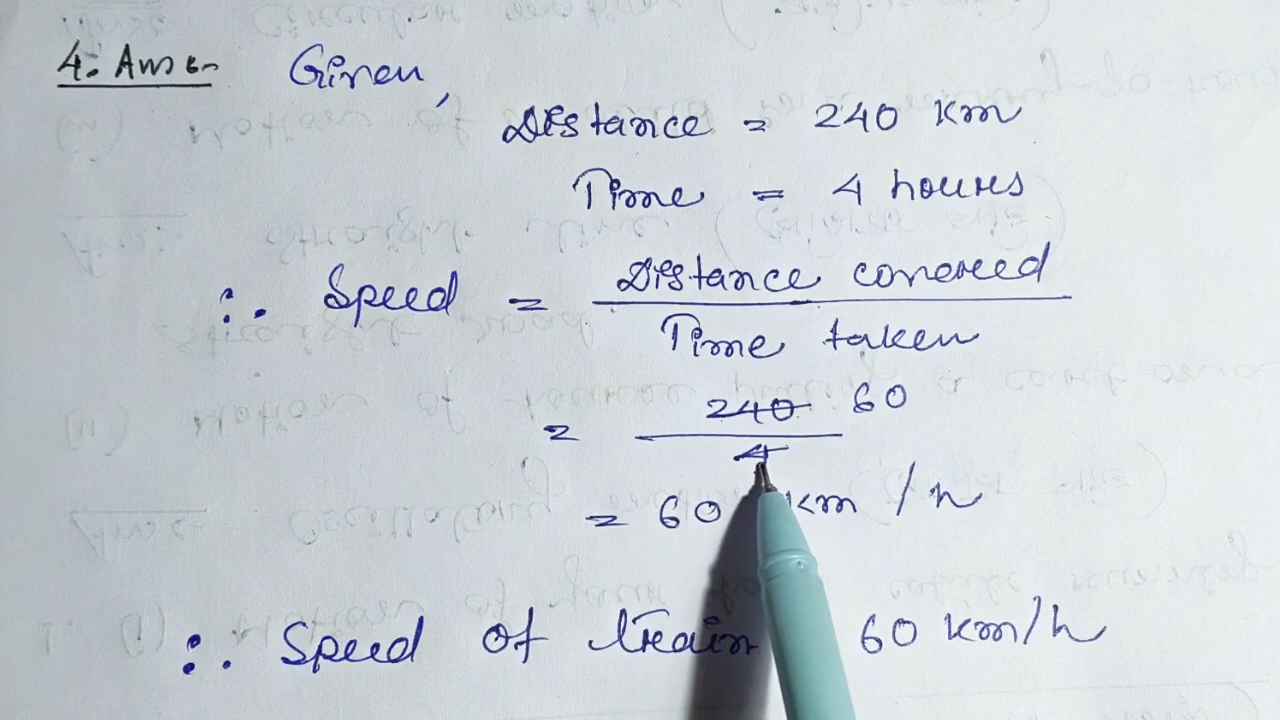 4. Ans:- Given,
Distance = 240 km
Time = 4 hours
∴ Speed = Distance covered
Time taken
= 240 60
4
= 60 km/h
∴ Speed of train 60 km/h